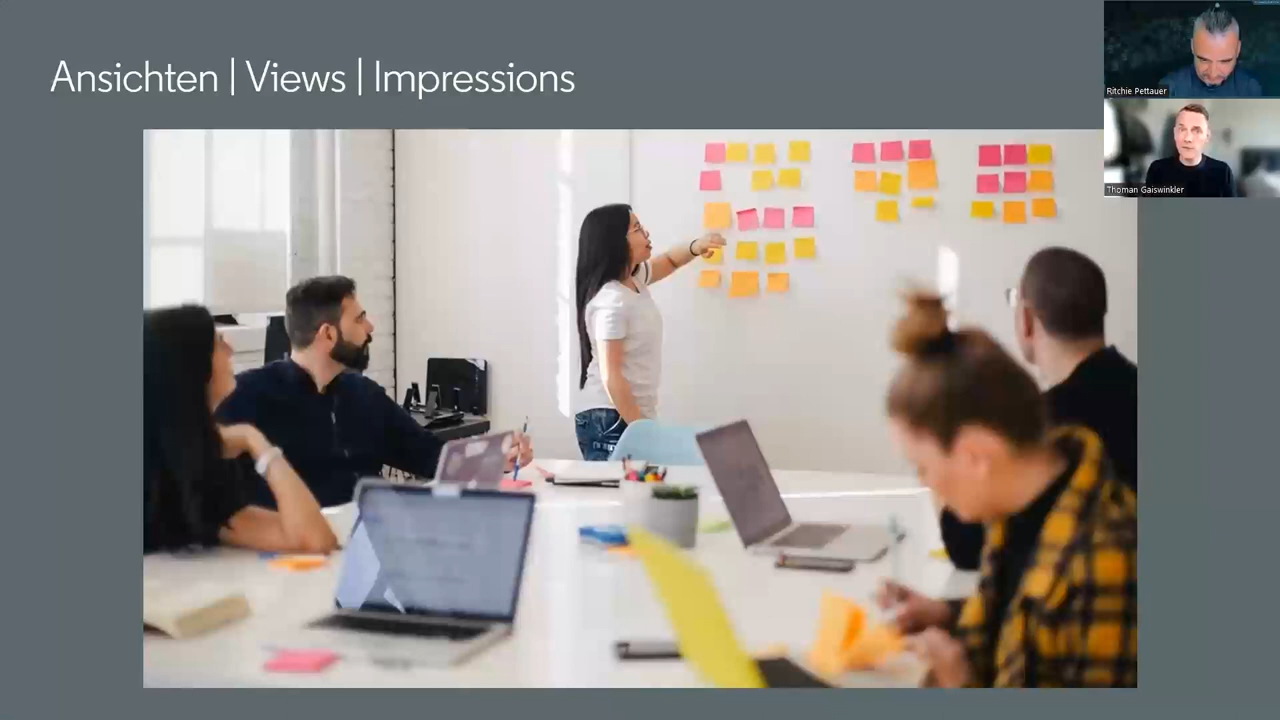 Ansichten | Views | Impressions
Ritchie Pettauer
Thoman Gaiswinkler